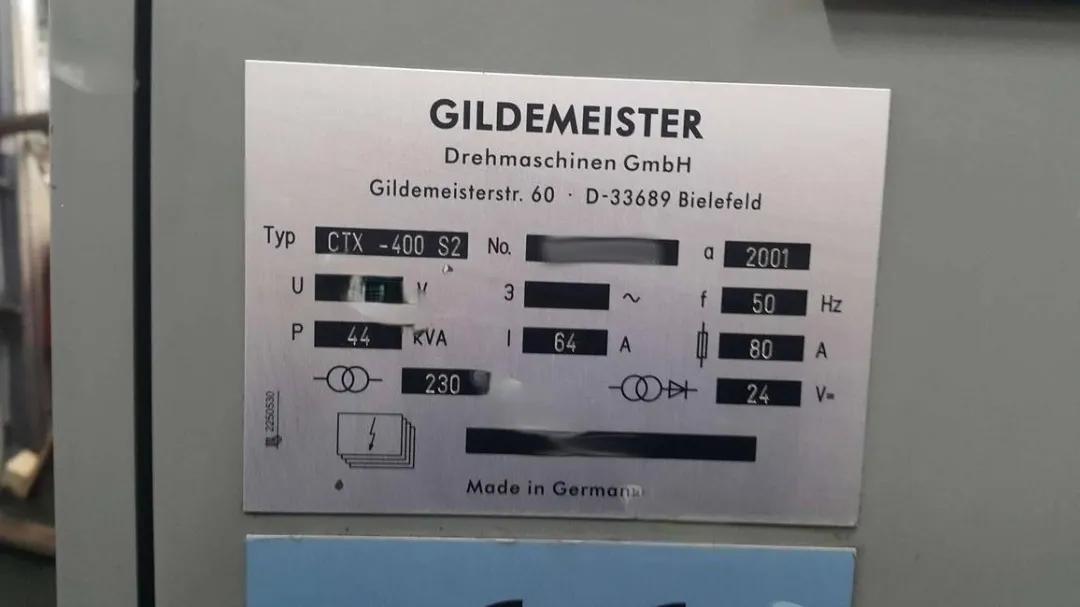 GILDEMEISTER
Drehmaschinen GmbH
Gildemeisterstr. 60 · D-33689 Bielefeld
Typ CTX -400 S2 No. a 2001
U V 3 ~ f 50 Hz
P 44 kVA I 64 A 80 A
230 24 V=
2250530
Made in Germany